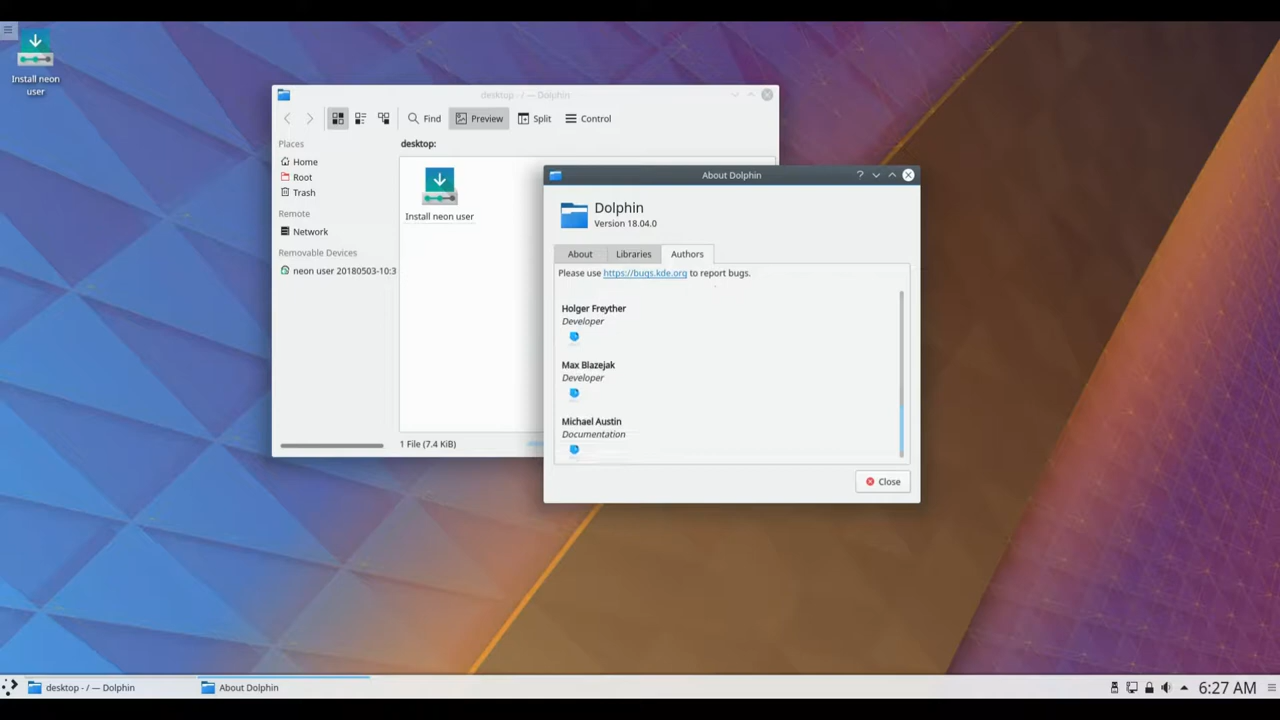 Install neon
user
desktop - / — Dolphin
Find
Preview
Split
Control
Places
Home
Root
Trash
Remote
Network
Removable Devices
neon user 20180503-10:3
desktop:
Install neon user
1 File (7.4 KiB)
About Dolphin
?
Dolphin
Version 18.04.0
About
Libraries
Authors
Please use https://bugs.kde.org to report bugs.
Holger Freyther
Developer
Max Blazejak
Developer
Michael Austin
Documentation
Close
desktop - / — Dolphin
About Dolphin
6:27 AM